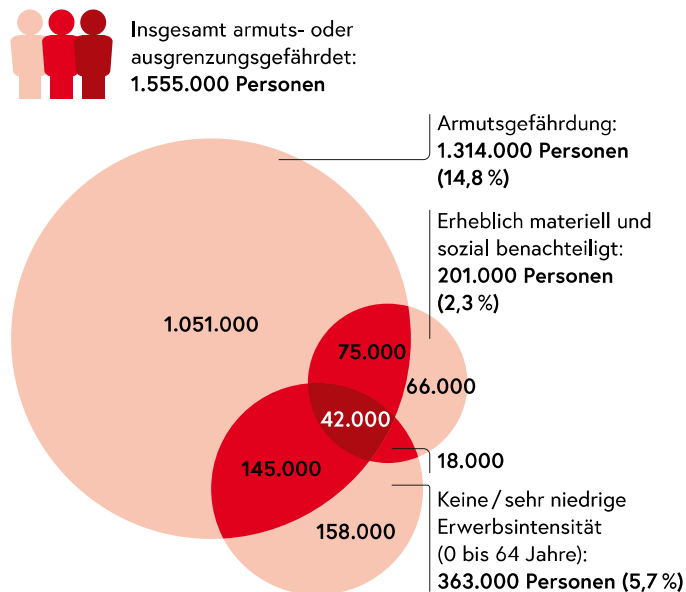 Insgesamt armuts- oder
ausgrenzungsgefährdet:
1.555.000 Personen
Armutsgefährdung:
1.314.000 Personen
(14,8 %)
Erheblich materiell und
sozial benachteiligt:
201.000 Personen
(2,3 %)
1.051.000
75.000
66.000
42.000
18.000
145.000
158.000
Keine / sehr niedrige
Erwerbsintensität
(0 bis 64 Jahre):
363.000 Personen (5,7 %)